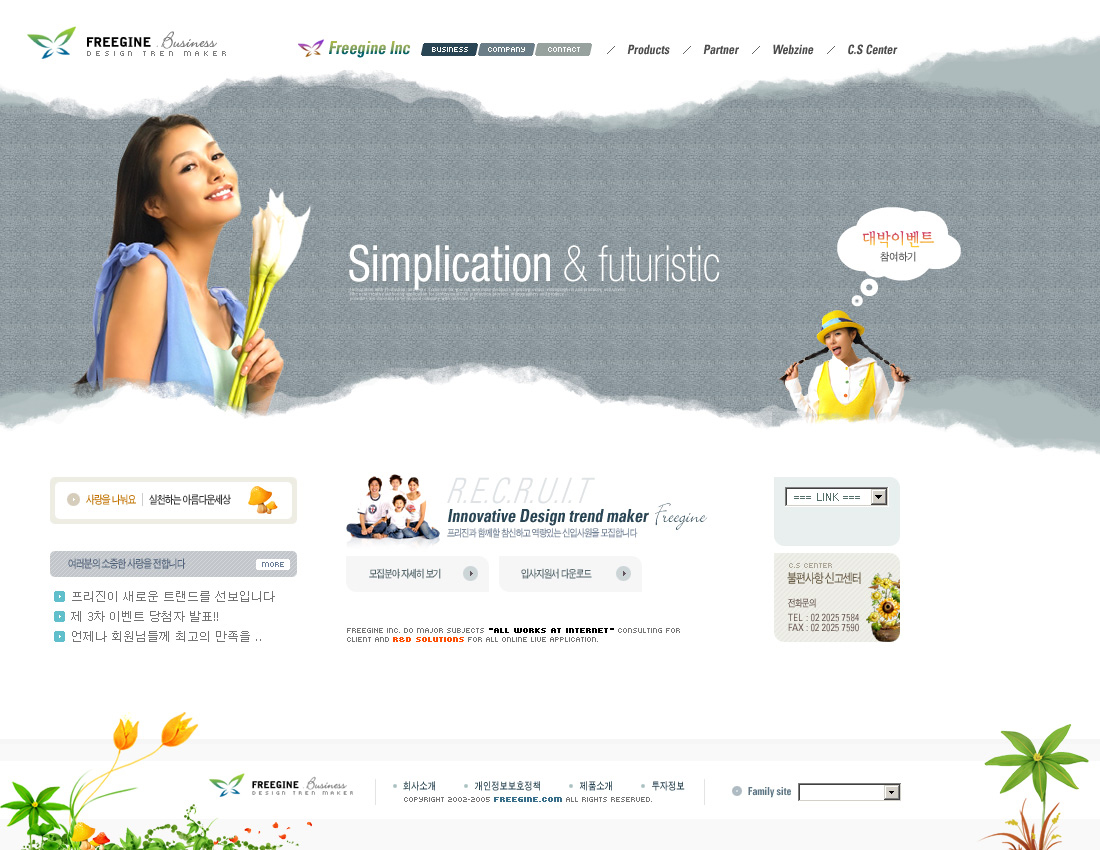 FREEGINE .Business
DESIGN TREN MAKER
Freegine Inc
BUSINESS
COMPANY
CONTACT
Products
Partner
Webzine
C.S Center
Simplication & futuristic
대박이벤트
참여하기
사랑을 나눠요
실천하는 아름다운세상
여러분의 소중한 사랑을 전합니다
MORE
프리진이 새로운 트랜드를 선보입니다
제 3차 이벤트 당첨자 발표!!
언제나 회원님들께 최고의 만족을 ..
R.E.C.R.U.I.T
Innovative Design trend maker Freegine
프리진과 함께할 참신하고 역량있는 신입사원을 모집합니다
모집분야 자세히 보기
입사지원서 다운로드
FREEGINE INC. DO MAJOR SUBJECTS "ALL WORKS AT INTERNET" CONSULTING FOR
CLIENT AND R&D SOLUTIONS FOR ALL ONLINE LIVE APPLICATION.
=== LINK ===
C.S CENTER
불편사항 신고센터
전화문의
TEL : 02 2025 7584
FAX : 02 2025 7590
FREEGINE .Business
DESIGN TREN MAKER
회사소개
개인정보보호정책
제품소개
투자정보
COPYRIGHT 2002-2005 FREEGINE.COM ALL RIGHTS RESERVED.
Family site